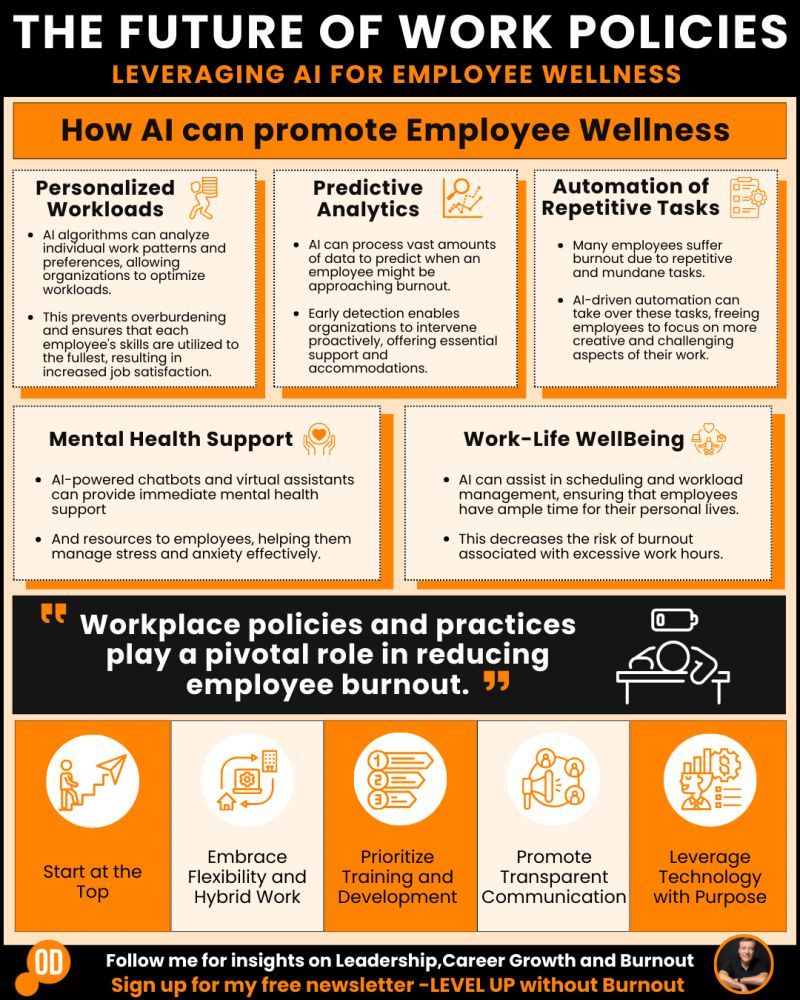 THE FUTURE OF WORK POLICIES
LEVERAGING AI FOR EMPLOYEE WELLNESS
How AI can promote Employee Wellness
Personalized
Workloads
• AI algorithms can analyze
individual work patterns and
preferences, allowing
organizations to optimize
workloads.
• This prevents overburdening
and ensures that each
employee's skills are utilized to
the fullest, resulting in
increased job satisfaction.
Predictive
Analytics
• AI can process vast amounts
of data to predict when an
employee might be
approaching burnout.
• Early detection enables
organizations to intervene
proactively, offering essential
support and
accommodations.
Automation of
Repetitive Tasks
• Many employees suffer
burnout due to repetitive
and mundane tasks.
• AI-driven automation can
take over these tasks, freeing
employees to focus on more
creative and challenging
aspects of their work.
Mental Health Support
• AI-powered chatbots and virtual assistants
can provide immediate mental health
support
• And resources to employees, helping them
manage stress and anxiety effectively.
Work-Life WellBeing
• AI can assist in scheduling and workload
management, ensuring that employees
have ample time for their personal lives.
• This decreases the risk of burnout
associated with excessive work hours.
" Workplace policies and practices
play a pivotal role in reducing
employee burnout. "
Start at the
Top
Embrace
Flexibility and
Hybrid Work
1
2
3
Prioritize
Training and
Development
Promote
Transparent
Communication
$
Leverage
Technology
with Purpose
OD
Follow me for insights on Leadership,Career Growth and Burnout
Sign up for my free newsletter -LEVEL UP without Burnout